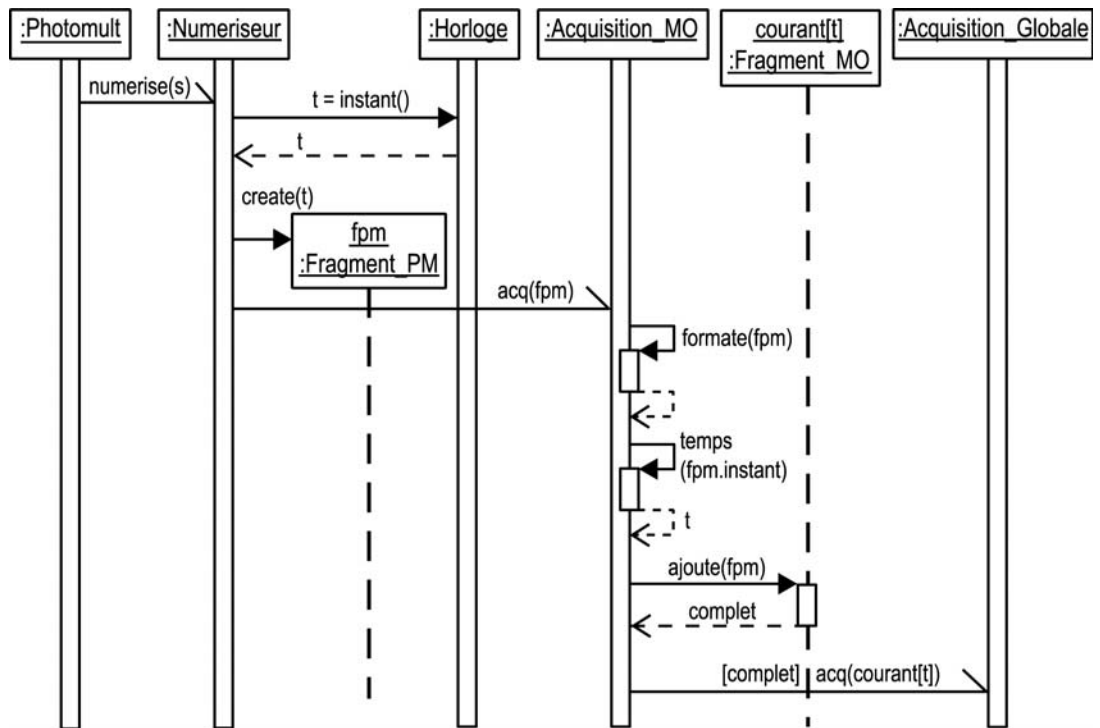 :Photomult
:Numeriseur
:Horloge
:Acquisition_MO
courant[t]
:Fragment_MO
:Acquisition_Globale
numerise(s)
t = instant()
t
create(t)
fpm
:Fragment_PM
acq(fpm)
formate(fpm)
temps
(fpm.instant)
t
ajoute(fpm)
complet
[complet] acq(courant[t])